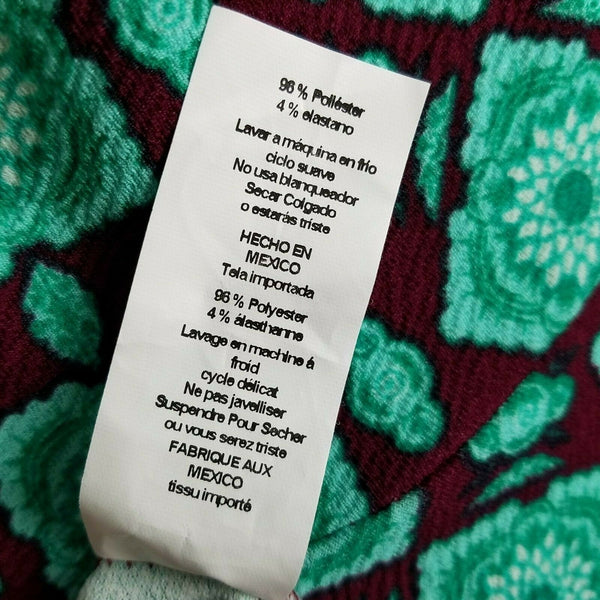 96 % Poliéster
4 % elastano
Lavar a máquina en frío
ciclo suave
No usa blanqueador
Secar Colgado
o estarás triste
HECHO EN
MEXICO
Tela importada
96 % Polyester
4 % élasthanne
Lavage en machine á
froid
cycle délicat
Ne pas javelliser
Suspendre Pour Secher
ou vous serez triste
FABRIQUE AUX
MEXICO
tissu importé